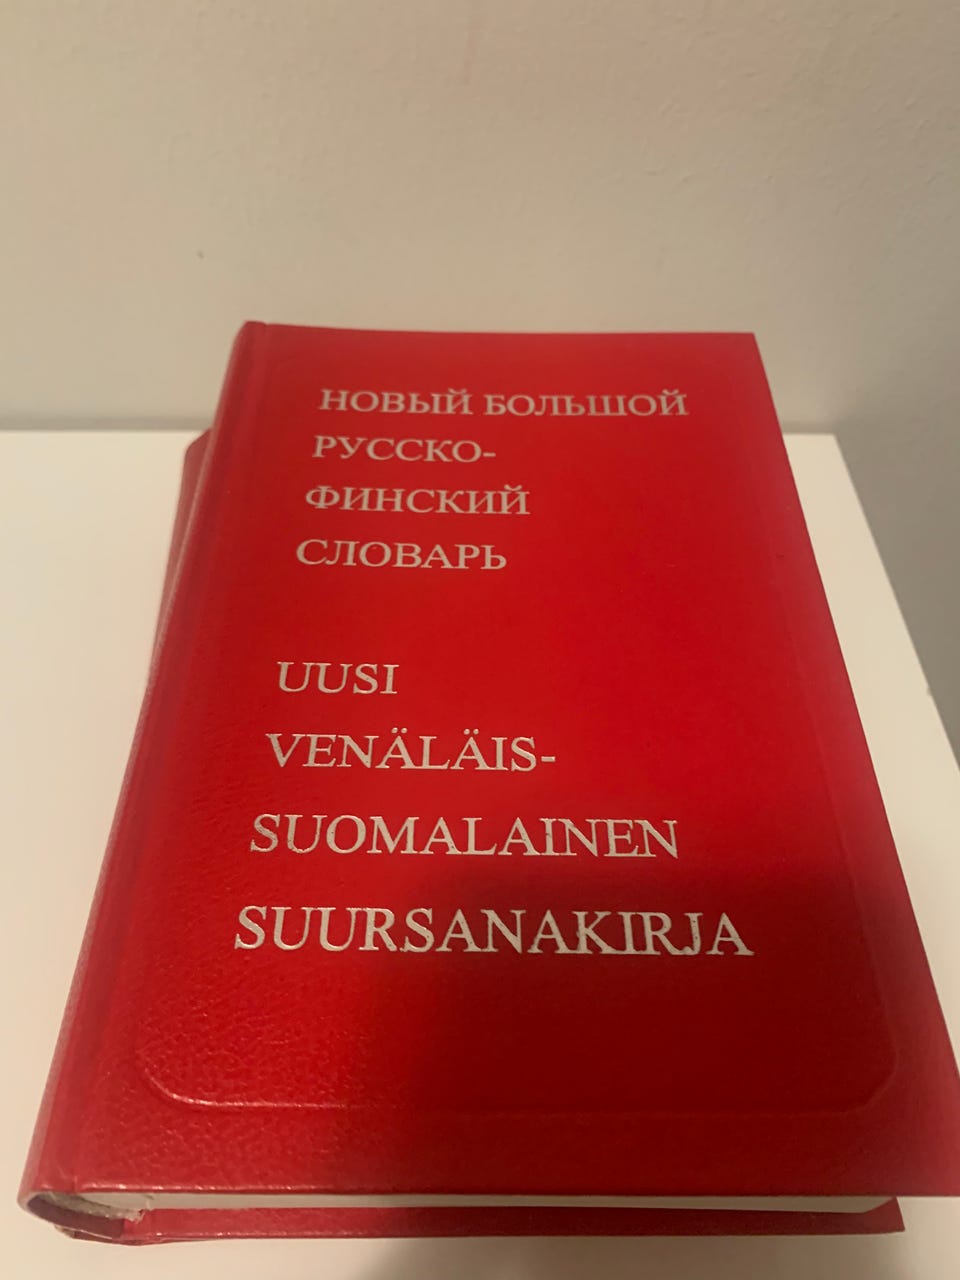 НОВЫЙ БОЛЬШОЙ
РУССКО-
ФИНСКИЙ
СЛОВАРЬ
UUSI
VENÄLÄIS-
SUOMALAINEN
SUURSANAKIRJA